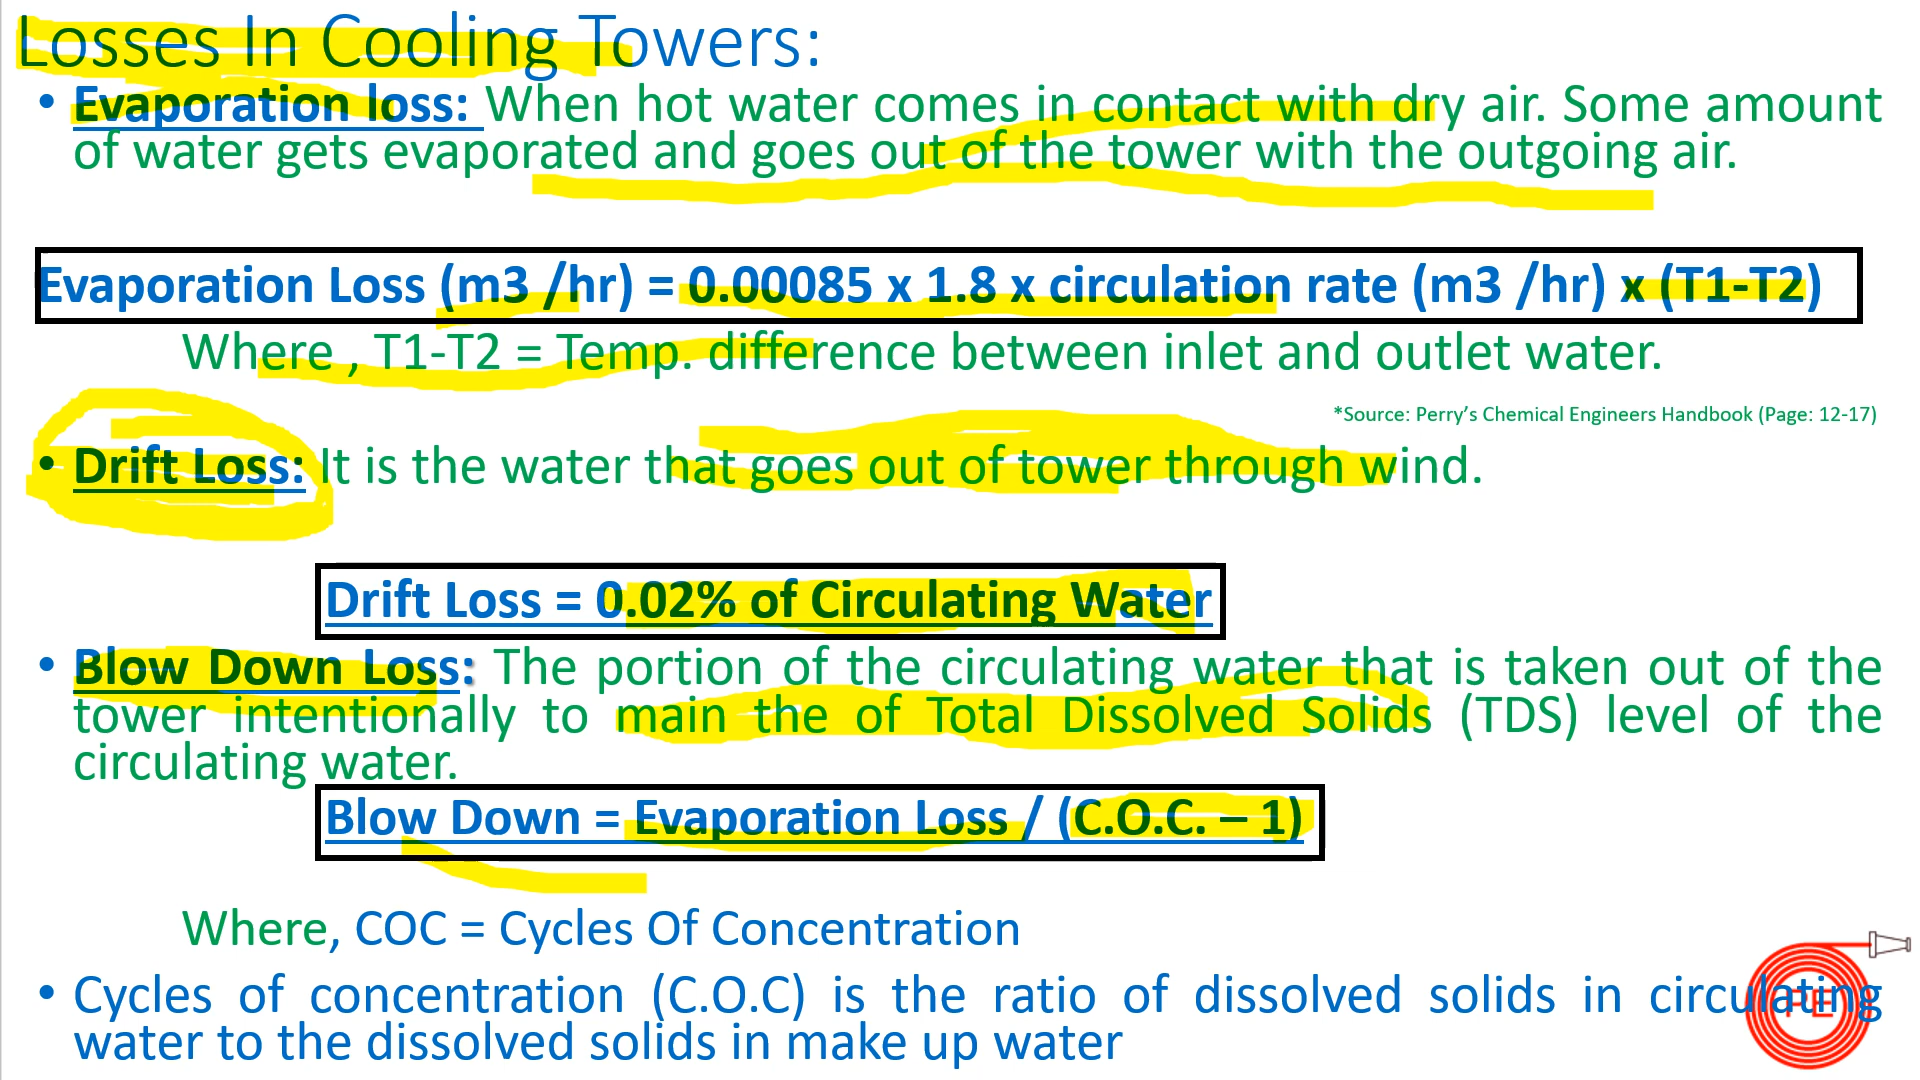 Losses In Cooling Towers:
• Evaporation loss: When hot water comes in contact with dry air. Some amount
of water gets evaporated and goes out of the tower with the outgoing air.
Evaporation Loss (m3 /hr) = 0.00085 x 1.8 x circulation rate (m3 /hr) x (T1-T2)
Where , T1-T2 = Temp. difference between inlet and outlet water.
*Source: Perry’s Chemical Engineers Handbook (Page: 12-17)
• Drift Loss: It is the water that goes out of tower through wind.
Drift Loss = 0.02% of Circulating Water
• Blow Down Loss: The portion of the circulating water that is taken out of the
tower intentionally to main the of Total Dissolved Solids (TDS) level of the
circulating water.
Blow Down = Evaporation Loss / (C.O.C. – 1)
Where, COC = Cycles Of Concentration
• Cycles of concentration (C.O.C) is the ratio of dissolved solids in circulating
water to the dissolved solids in make up water
PE